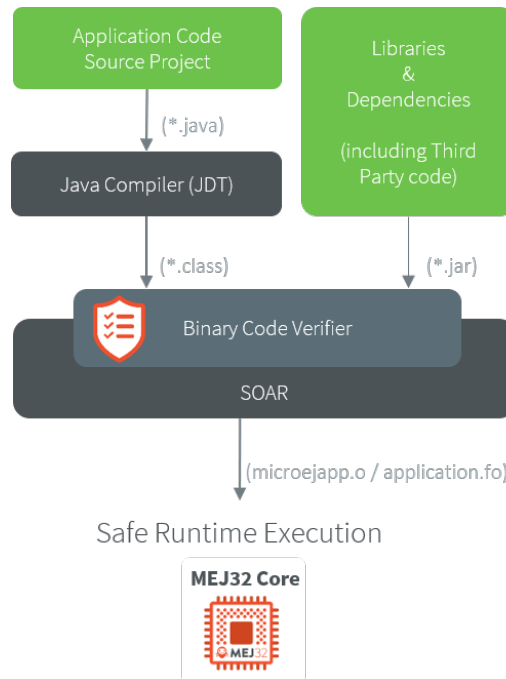 Application Code
Source Project
Libraries
&
Dependencies
(including Third
Party code)
(*.java)
Java Compiler (JDT)
(*.class)
(*.jar)
Binary Code Verifier
SOAR
(microejapp.o / application.fo)
Safe Runtime Execution
MEJ32 Core
MEJ32